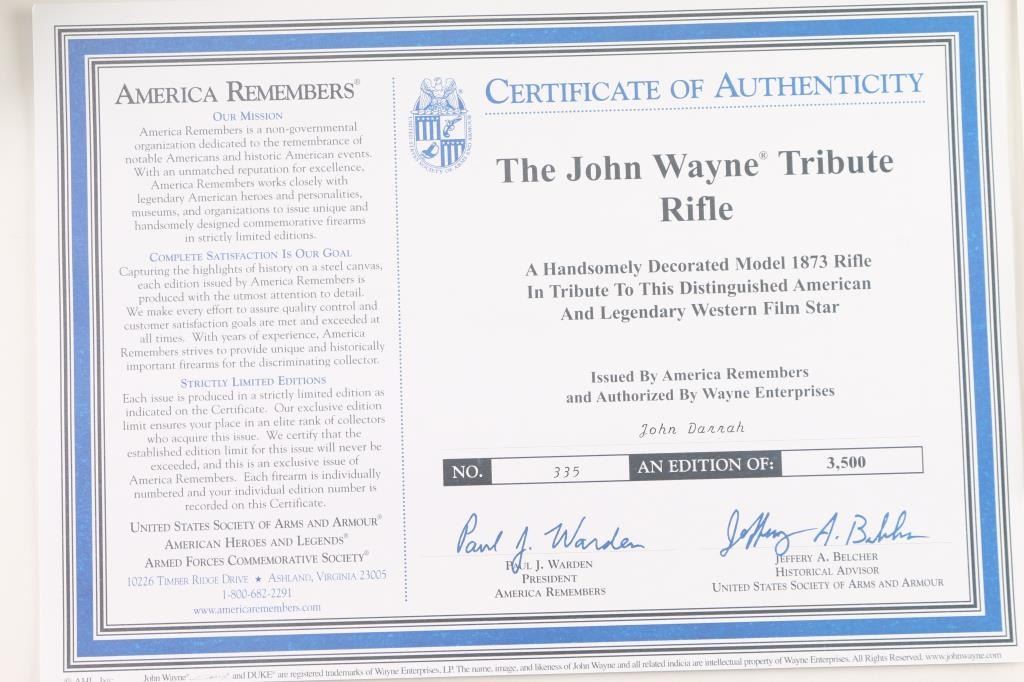 AMERICA REMEMBERS®
OUR MISSION
America Remembers is a non-governmental
organization dedicated to the remembrance of
notable Americans and historic American events.
With an unmatched reputation for excellence,
America Remembers works closely with
legendary American heroes and personalities,
museums, and organizations to issue unique and
handsomely designed commemorative firearms
in strictly limited editions.
COMPLETE SATISFACTION IS OUR GOAL
Capturing the highlights of history on a steel canvas,
each edition issued by America Remembers is
produced with the utmost attention to detail.
We make every effort to assure quality control and
customer satisfaction goals are met and exceeded at
all times. With years of experience, America
Remembers strives to provide unique and historically
important firearms for the discriminating collector.
STRICTLY LIMITED EDITIONS
Each issue is produced in a strictly limited edition as
indicated on the Certificate. Our exclusive edition
limit ensures your place in an elite rank of collectors
who acquire this issue. We certify that the
established edition limit for this issue will never be
exceeded, and this is an exclusive issue of
America Remembers. Each firearm is individually
numbered and your individual edition number is
recorded on this Certificate.
UNITED STATES SOCIETY OF ARMS AND ARMOUR®
AMERICAN HEROES AND LEGENDS®
ARMED FORCES COMMEMORATIVE SOCIETY®
10226 TIMBER RIDGE DRIVE ★ ASHLAND, VIRGINIA 23005
1-800-682-2291
www.americaremembers.com
UNITED STATES SOCIETY OF ARMS AND ARMOUR
CERTIFICATE OF AUTHENTICITY
The John Wayne® Tribute
Rifle
A Handsomely Decorated Model 1873 Rifle
In Tribute To This Distinguished American
And Legendary Western Film Star
Issued By America Remembers
and Authorized By Wayne Enterprises
John Darrah
NO. 335 AN EDITION OF: 3,500
Paul J. Warden
PAUL J. WARDEN
PRESIDENT
AMERICA REMEMBERS
Jeffery A. Belcher
JEFFERY A. BELCHER
HISTORICAL ADVISOR
UNITED STATES SOCIETY OF ARMS AND ARMOUR
© AHL, Inc. John Wayne® and DUKE® are registered trademarks of Wayne Enterprises, LP. The name, image, and likeness of John Wayne and all related indicia are intellectual property of Wayne Enterprises. All Rights Reserved. www.johnwayne.com